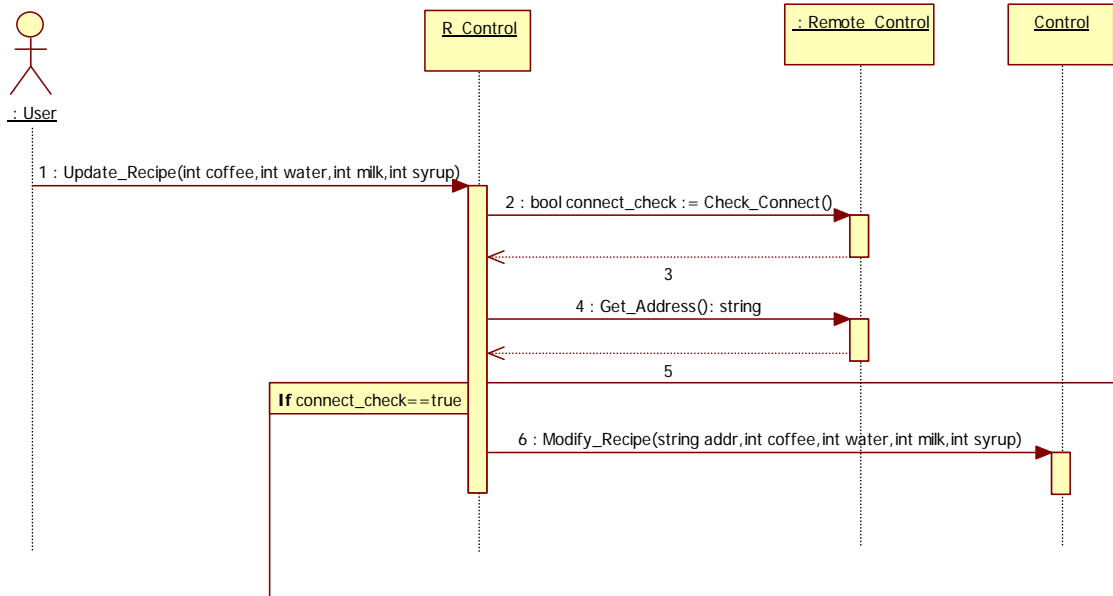 R_Control
: Remote_Control
Control
: User
1 : Update_Recipe(int coffee,int water,int milk,int syrup)
2 : bool connect_check := Check_Connect()
3
4 : Get_Address(): string
5
If connect_check==true
6 : Modify_Recipe(string addr,int coffee,int water,int milk,int syrup)